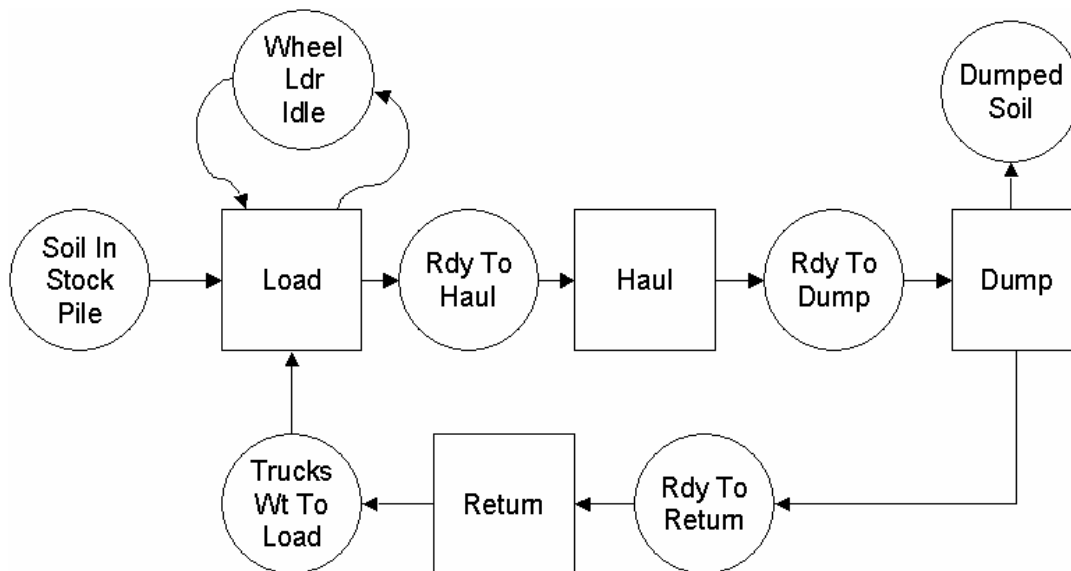 Wheel
Ldr
Idle
Dumped
Soil
Soil In
Stock
Pile
Load
Rdy To
Haul
Haul
Rdy To
Dump
Dump
Trucks
Wt To
Load
Return
Rdy To
Return